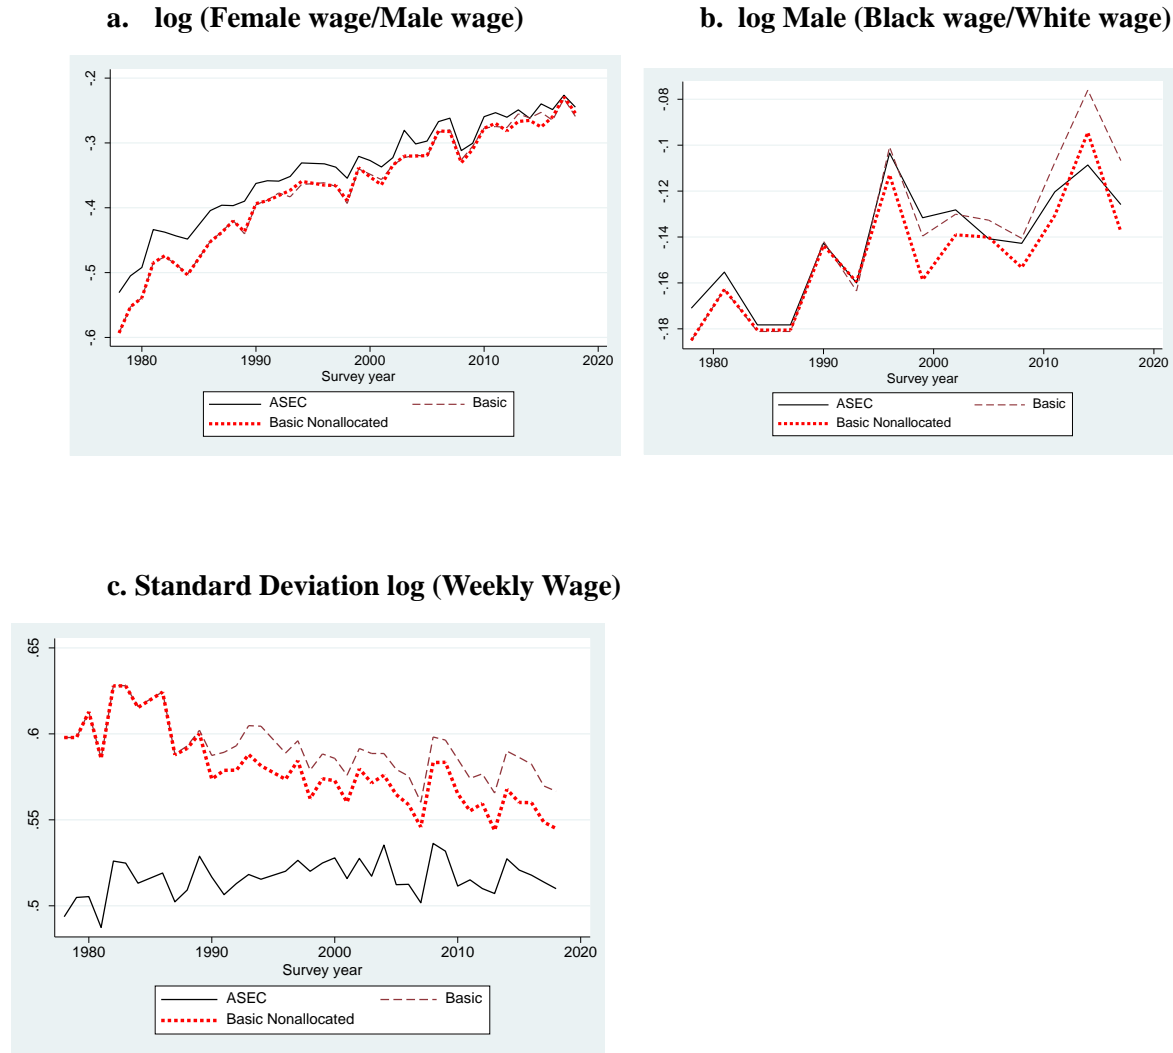 a. log (Female wage/Male wage)
b. log Male (Black wage/White wage)
-.2
-.3
-.4
-.5
-.6
1980 1990 2000 2010 2020
Survey year
ASEC Basic
Basic Nonallocated
-.08
-.1
-.12
-.14
-.16
-.18
1980 1990 2000 2010 2020
Survey year
ASEC Basic
Basic Nonallocated
c. Standard Deviation log (Weekly Wage)
.65
.6
.55
.5
1980 1990 2000 2010 2020
Survey year
ASEC Basic
Basic Nonallocated